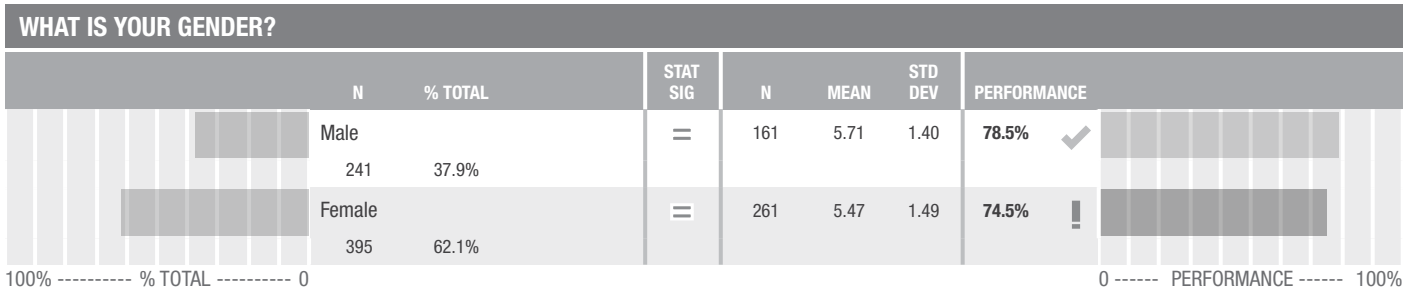 WHAT IS YOUR GENDER?
N % TOTAL STAT SIG N MEAN STD DEV PERFORMANCE
Male = 161 5.71 1.40 78.5%
241 37.9%
Female = 261 5.47 1.49 74.5% !
395 62.1%
100% ---------- % TOTAL ---------- 0 0 ------ PERFORMANCE ------ 100%